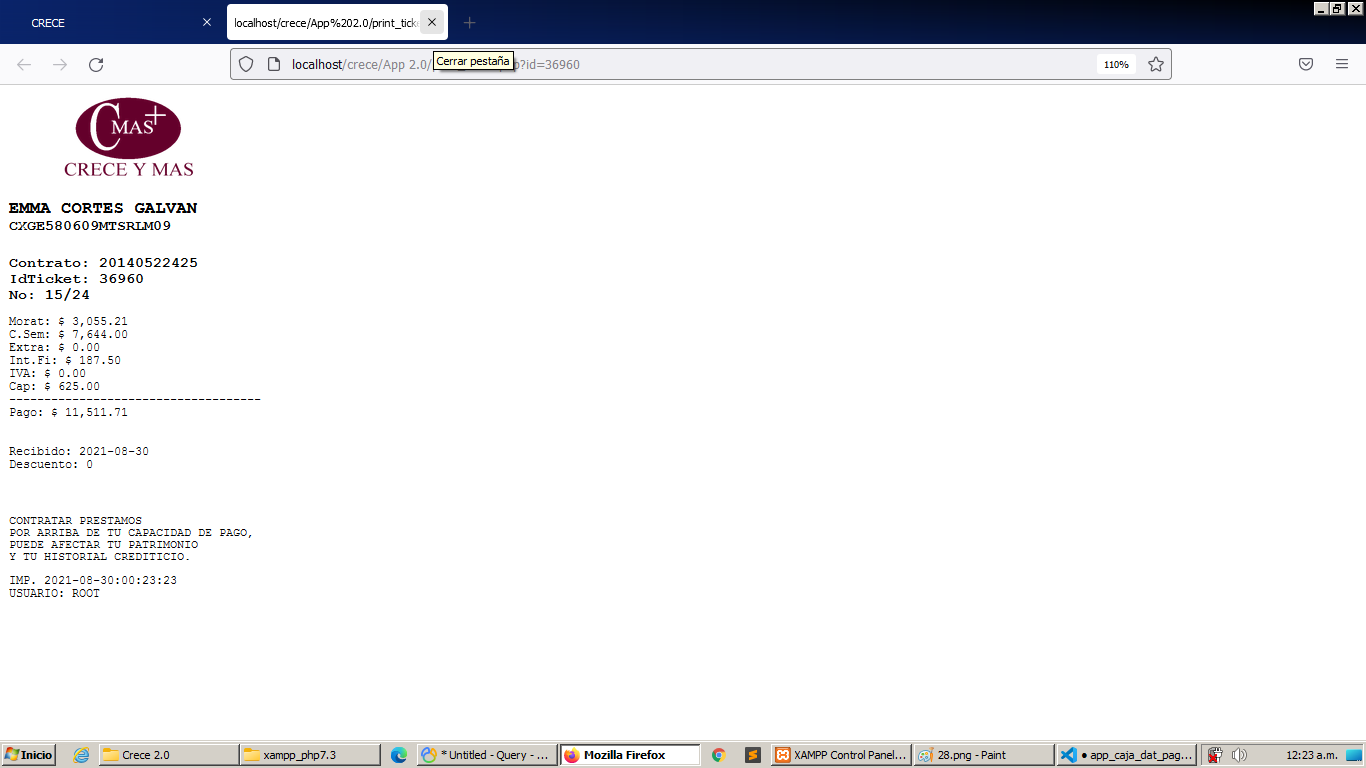 CRECE
localhost/crece/App%202.0/print_ticke
Cerrar pestaña
localhost/crece/App 2.0/ ?id=36960
110%
C MAS+
CRECE Y MAS
EMMA CORTES GALVAN
CXGE580609MTSRLM09
Contrato: 20140522425
IdTicket: 36960
No: 15/24
Morat: $ 3,055.21
C.Sem: $ 7,644.00
Extra: $ 0.00
Int.Fi: $ 187.50
IVA: $ 0.00
Cap: $ 625.00
------------------------------------
Pago: $ 11,511.71
Recibido: 2021-08-30
Descuento: 0
CONTRATAR PRESTAMOS
POR ARRIBA DE TU CAPACIDAD DE PAGO,
PUEDE AFECTAR TU PATRIMONIO
Y TU HISTORIAL CREDITICIO.
IMP. 2021-08-30:00:23:23
USUARIO: ROOT
Inicio
Crece 2.0
xampp_php7.3
* Untitled - Query - ...
Mozilla Firefox
XAMPP Control Panel...
28.png - Paint
● app_caja_dat_pag...
12:23 a.m.